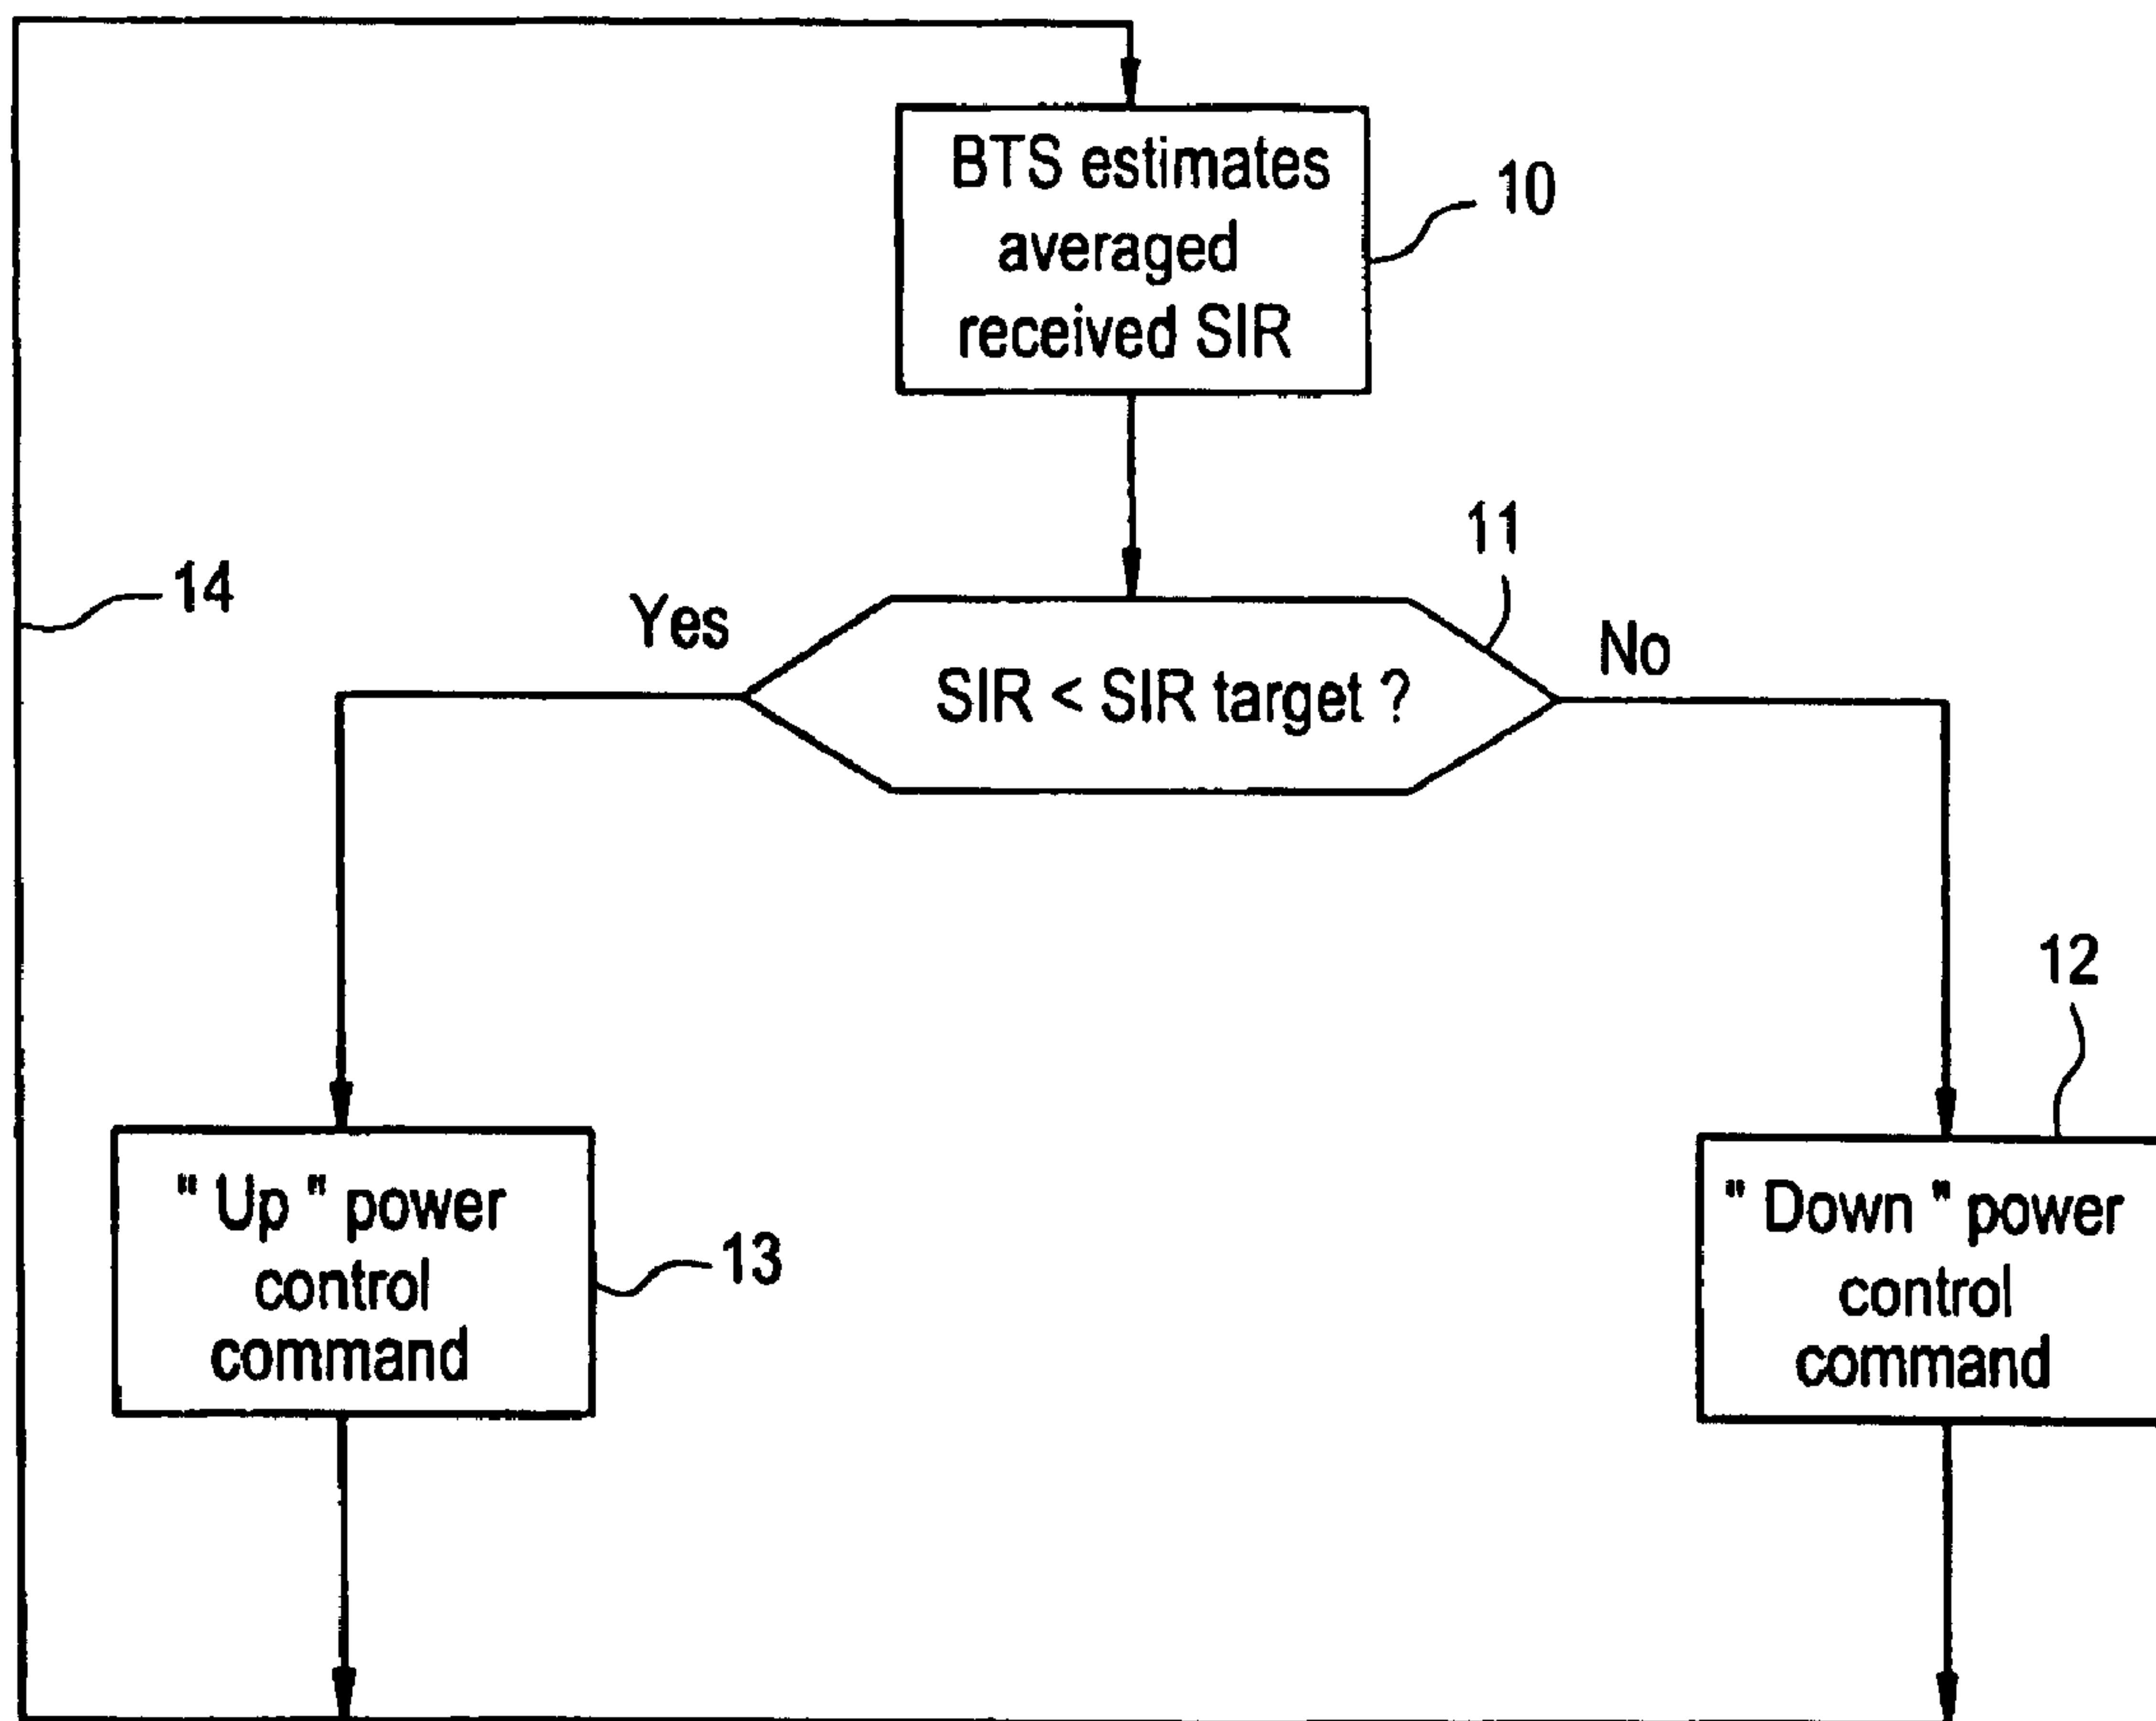 BTS estimates
averaged
received SIR
10
11
14
Yes
No
SIR < SIR target ?
12
" Up " power
control
command
13
" Down " power
control
command